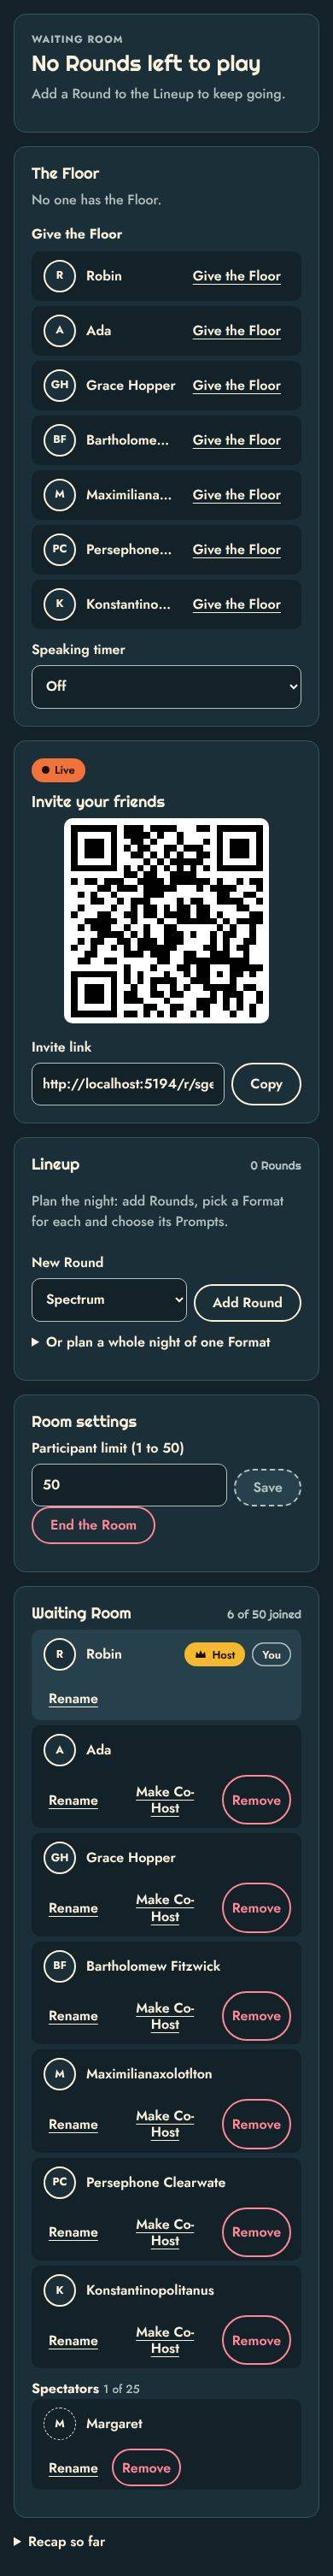 WAITING ROOM
No Rounds left to play
Add a Round to the Lineup to keep going.
The Floor
No one has the Floor.
Give the Floor
R Robin Give the Floor
A Ada Give the Floor
GH Grace Hopper Give the Floor
BF Bartholome... Give the Floor
M Maximiliana... Give the Floor
PC Persephone... Give the Floor
K Konstantino... Give the Floor
Speaking timer
Off
Live
Invite your friends
Invite link
http://localhost:5194/r/sge Copy
Lineup 0 Rounds
Plan the night: add Rounds, pick a Format
for each and choose its Prompts.
New Round
Spectrum Add Round
Or plan a whole night of one Format
Room settings
Participant limit (1 to 50)
50 Save
End the Room
Waiting Room 6 of 50 joined
R Robin Host You
Rename
A Ada
Rename Make Co-
Host Remove
GH Grace Hopper
Rename Make Co-
Host Remove
BF Bartholomew Fitzwick
Rename Make Co-
Host Remove
M Maximilianaxolotlton
Rename Make Co-
Host Remove
PC Persephone Clearwate
Rename Make Co-
Host Remove
K Konstantinopolitanus
Rename Make Co-
Host Remove
Spectators 1 of 25
M Margaret
Rename Remove
Recap so far